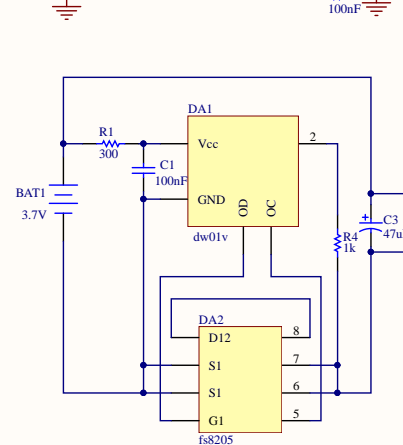 100nF
DA1
R1
300
Vcc
2
C1
100nF
BAT1
3.7V
GND
OD
OC
dw01v
R4
1k
C3
DA2
D12
8
S1
7
S1
6
G1
5
fs8205